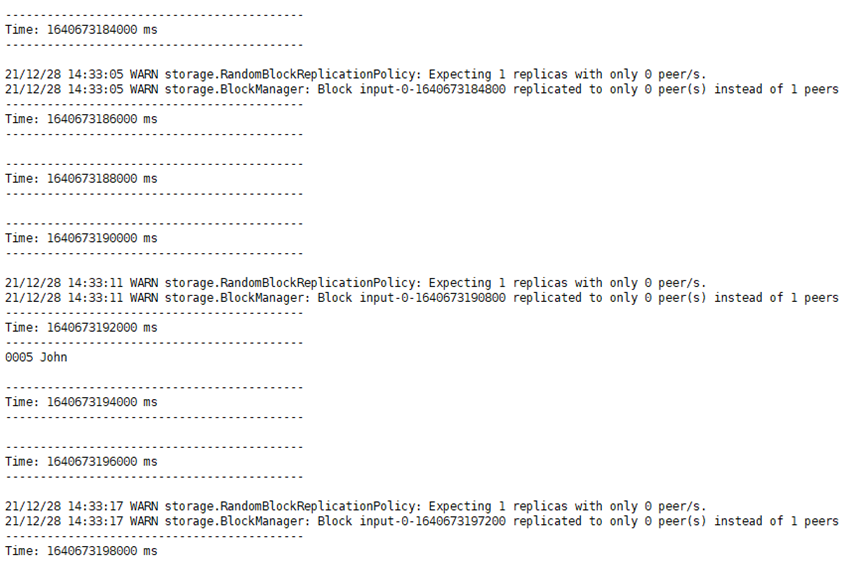 -------------------------------------------
Time: 1640673184000 ms
-------------------------------------------
21/12/28 14:33:05 WARN storage.RandomBlockReplicationPolicy: Expecting 1 replicas with only 0 peer/s.
21/12/28 14:33:05 WARN storage.BlockManager: Block input-0-1640673184800 replicated to only 0 peer(s) instead of 1 peers
-------------------------------------------
Time: 1640673186000 ms
-------------------------------------------
-------------------------------------------
Time: 1640673188000 ms
-------------------------------------------
-------------------------------------------
Time: 1640673190000 ms
-------------------------------------------
21/12/28 14:33:11 WARN storage.RandomBlockReplicationPolicy: Expecting 1 replicas with only 0 peer/s.
21/12/28 14:33:11 WARN storage.BlockManager: Block input-0-1640673190800 replicated to only 0 peer(s) instead of 1 peers
-------------------------------------------
Time: 1640673192000 ms
-------------------------------------------
0005 John
-------------------------------------------
Time: 1640673194000 ms
-------------------------------------------
-------------------------------------------
Time: 1640673196000 ms
-------------------------------------------
21/12/28 14:33:17 WARN storage.RandomBlockReplicationPolicy: Expecting 1 replicas with only 0 peer/s.
21/12/28 14:33:17 WARN storage.BlockManager: Block input-0-1640673197200 replicated to only 0 peer(s) instead of 1 peers
-------------------------------------------
Time: 1640673198000 ms